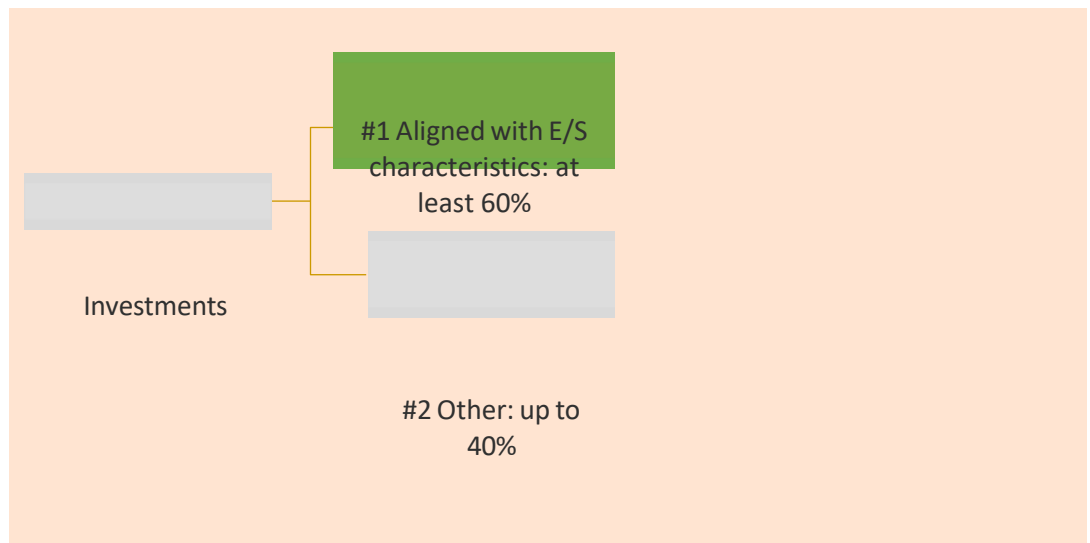 #1 Aligned with E/S
characteristics: at
least 60%
Investments
#2 Other: up to
40%